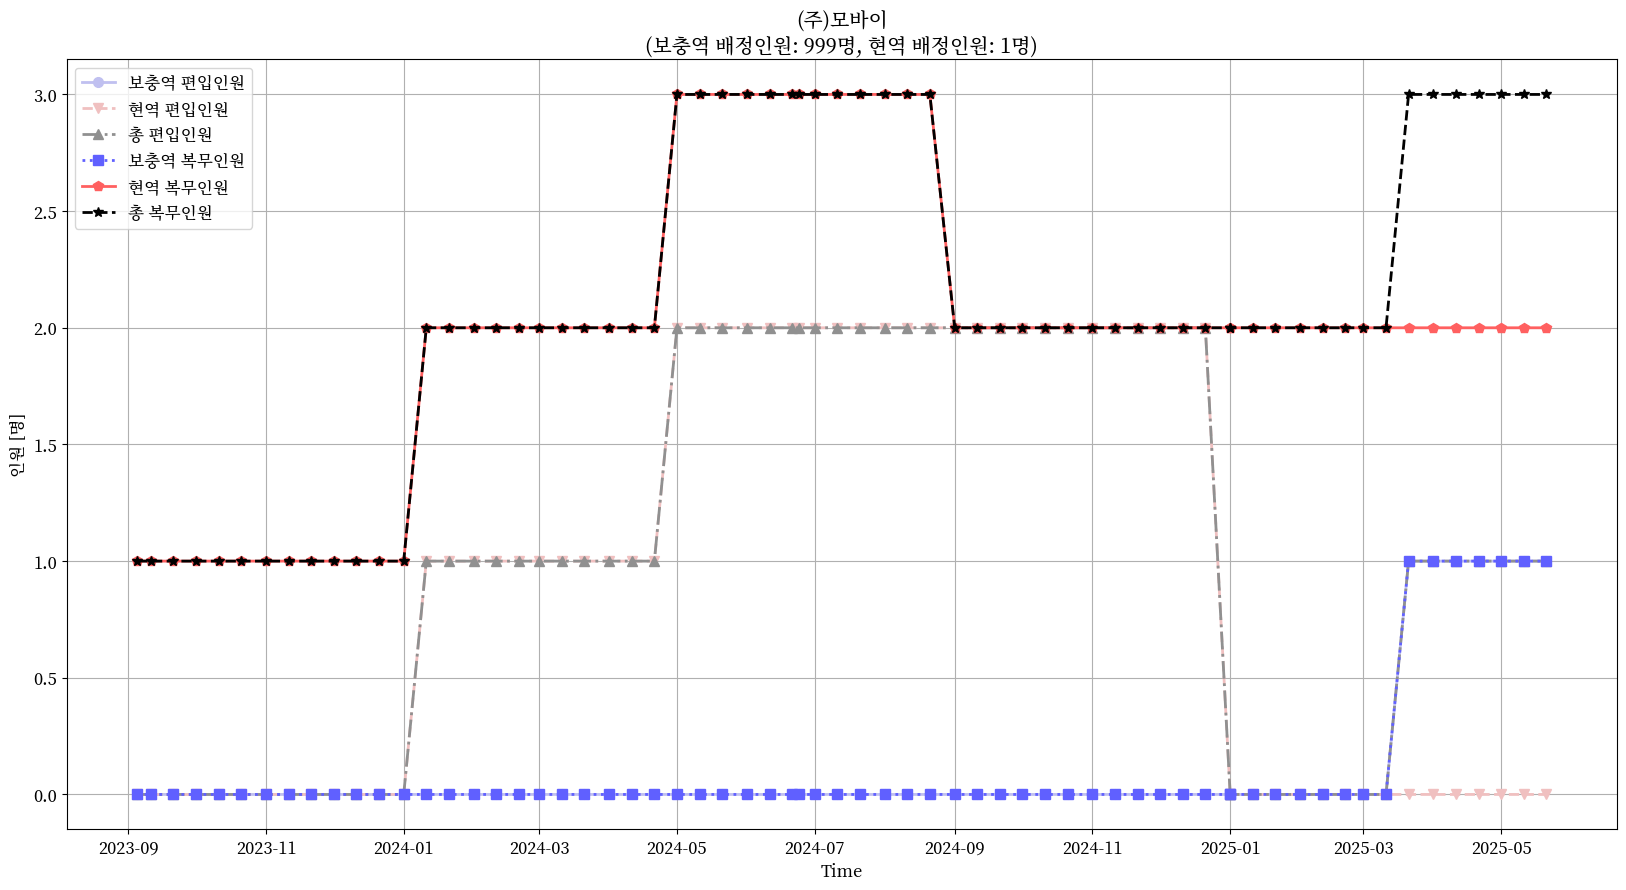 (주)모바이
(보충역 배정인원: 999명, 현역 배정인원: 1명)
보충역 편입인원
현역 편입인원
총 편입인원
보충역 복무인원
현역 복무인원
총 복무인원
인원 [명]
3.0
2.5
2.0
1.5
1.0
0.5
0.0
2023-09 2023-11 2024-01 2024-03 2024-05 2024-07 2024-09 2024-11 2025-01 2025-03 2025-05
Time